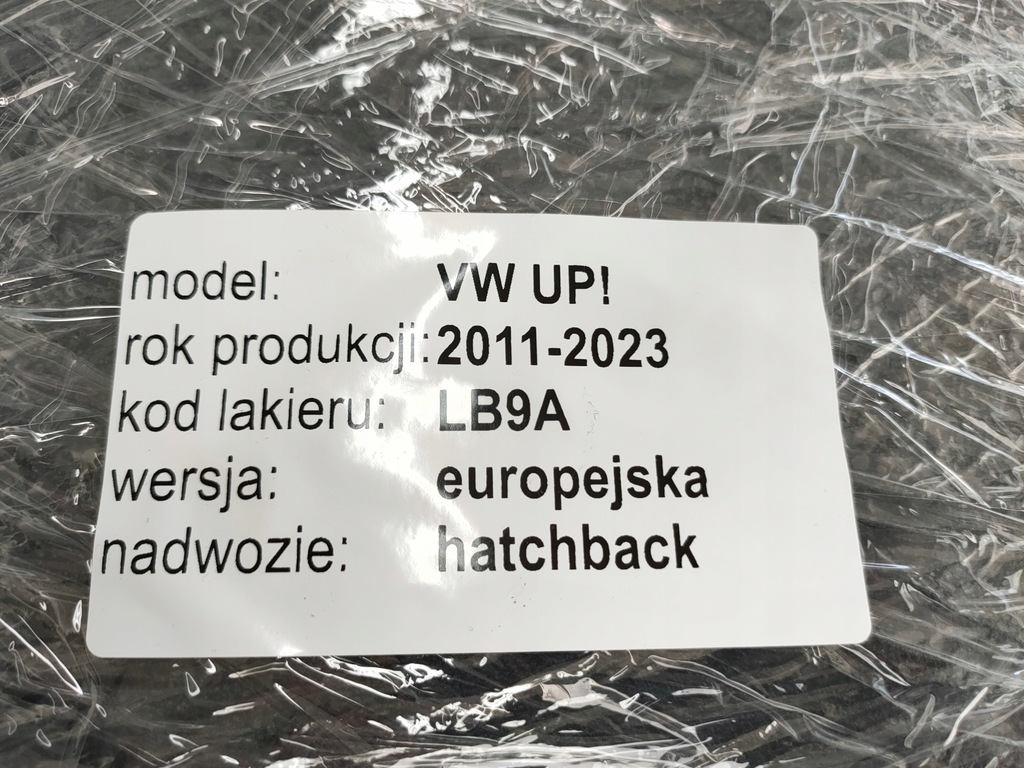 model: VW UP!
rok produkcji: 2011-2023
kod lakieru: LB9A
wersja: europejska
nadwozie: hatchback